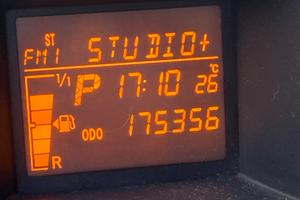 ST
FM1 STUDIO+
1/1 P 17:10 26°C
ODO 175356
R